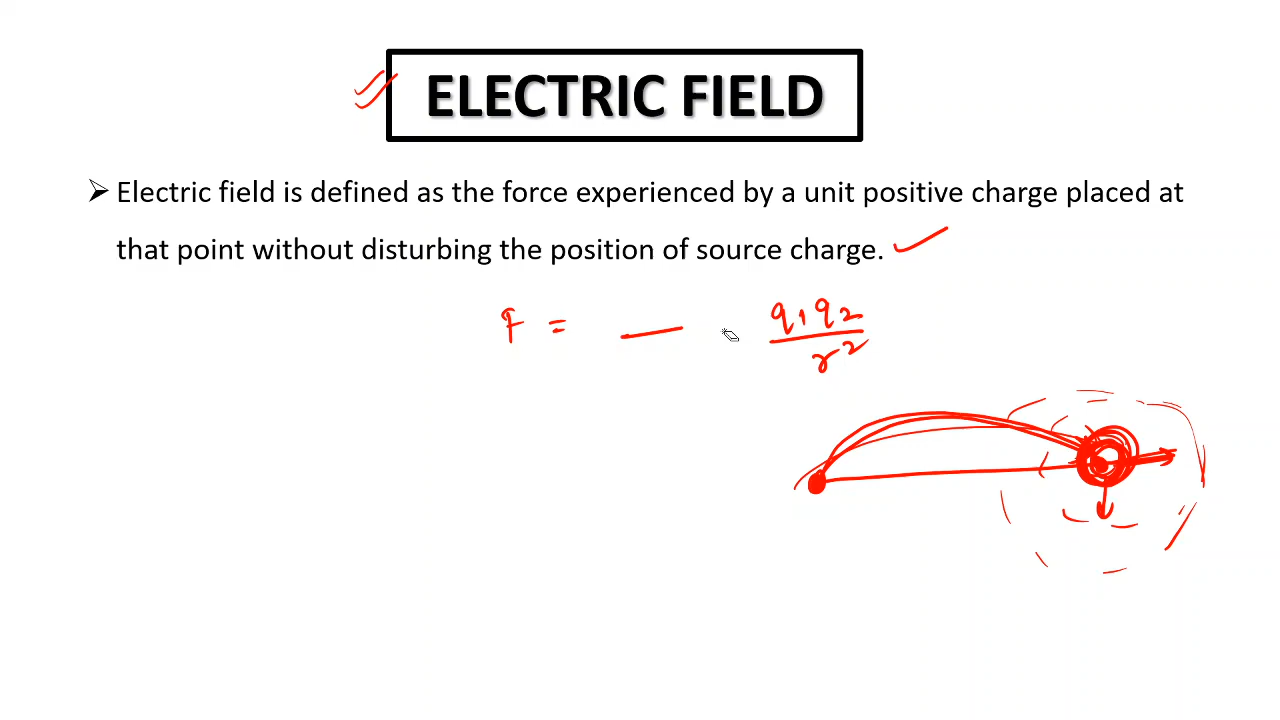 ELECTRIC FIELD
➢ Electric field is defined as the force experienced by a unit positive charge placed at
that point without disturbing the position of source charge.
F = — q1q2
r2